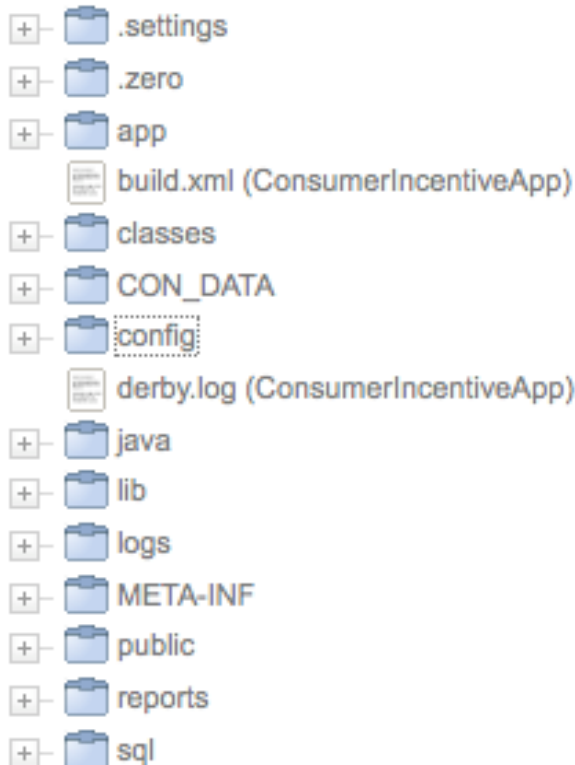 .settings
.zero
app
build.xml (ConsumerIncentiveApp)
classes
CON_DATA
config
derby.log (ConsumerIncentiveApp)
java
lib
logs
META-INF
public
reports
sql